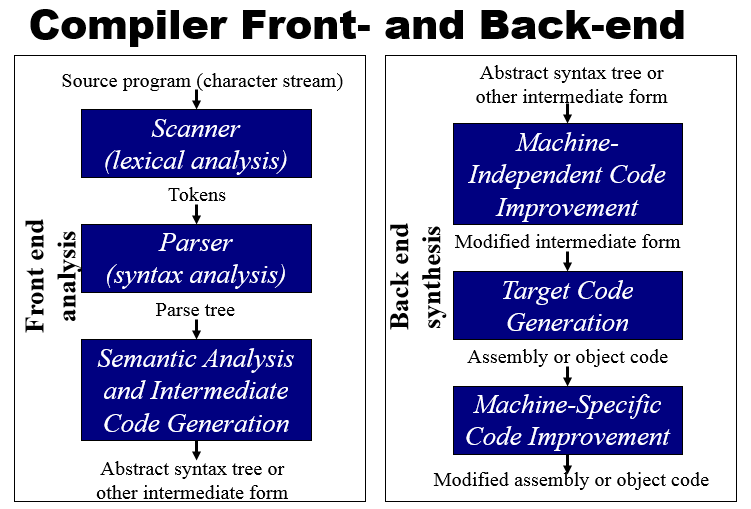 Compiler Front- and Back-end
Source program (character stream)
Scanner
(lexical analysis)
Tokens
Parser
(syntax analysis)
Parse tree
Semantic Analysis
and Intermediate
Code Generation
Abstract syntax tree or
other intermediate form
Front end
analysis
Abstract syntax tree or
other intermediate form
Machine-
Independent Code
Improvement
Modified intermediate form
Target Code
Generation
Assembly or object code
Machine-Specific
Code Improvement
Modified assembly or object code
Back end
synthesis